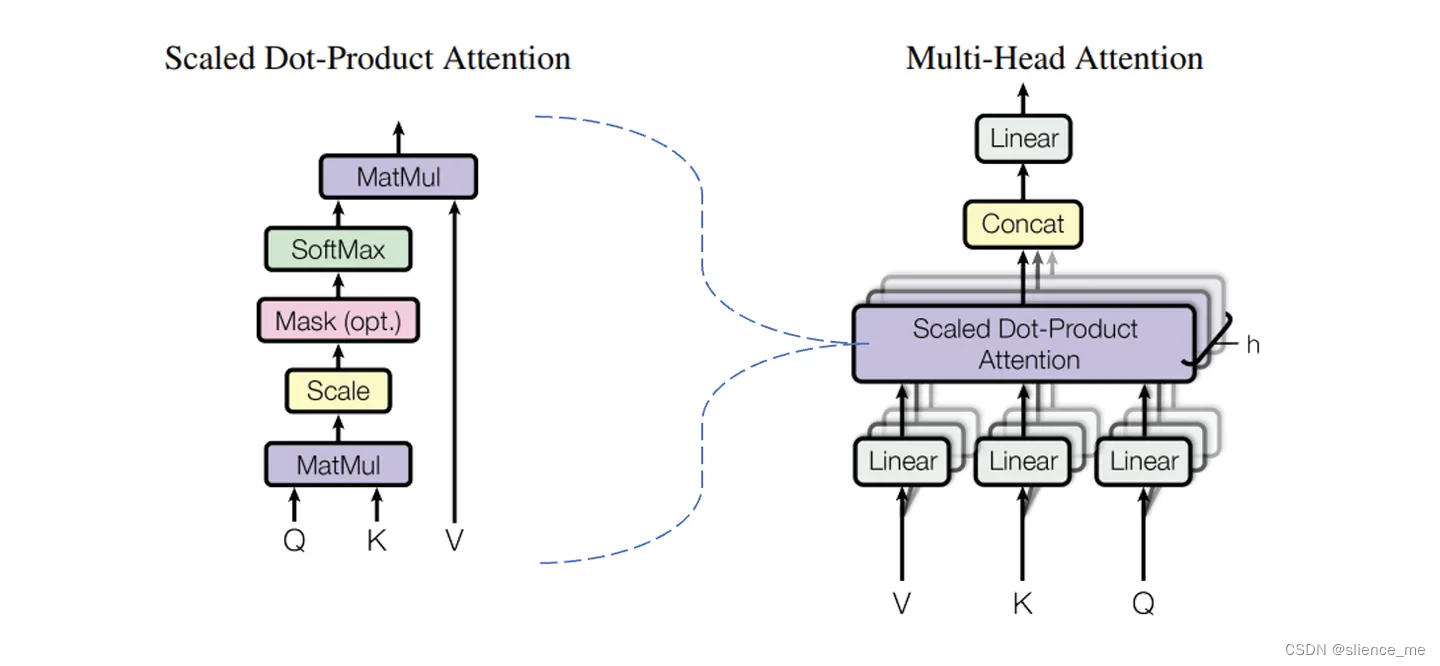 Scaled Dot-Product Attention
MatMul
SoftMax
Mask (opt.)
Scale
MatMul
Q K V
Multi-Head Attention
Linear
Concat
Scaled Dot-Product
Attention
h
Linear Linear Linear
V K Q
CSDN @slience_me